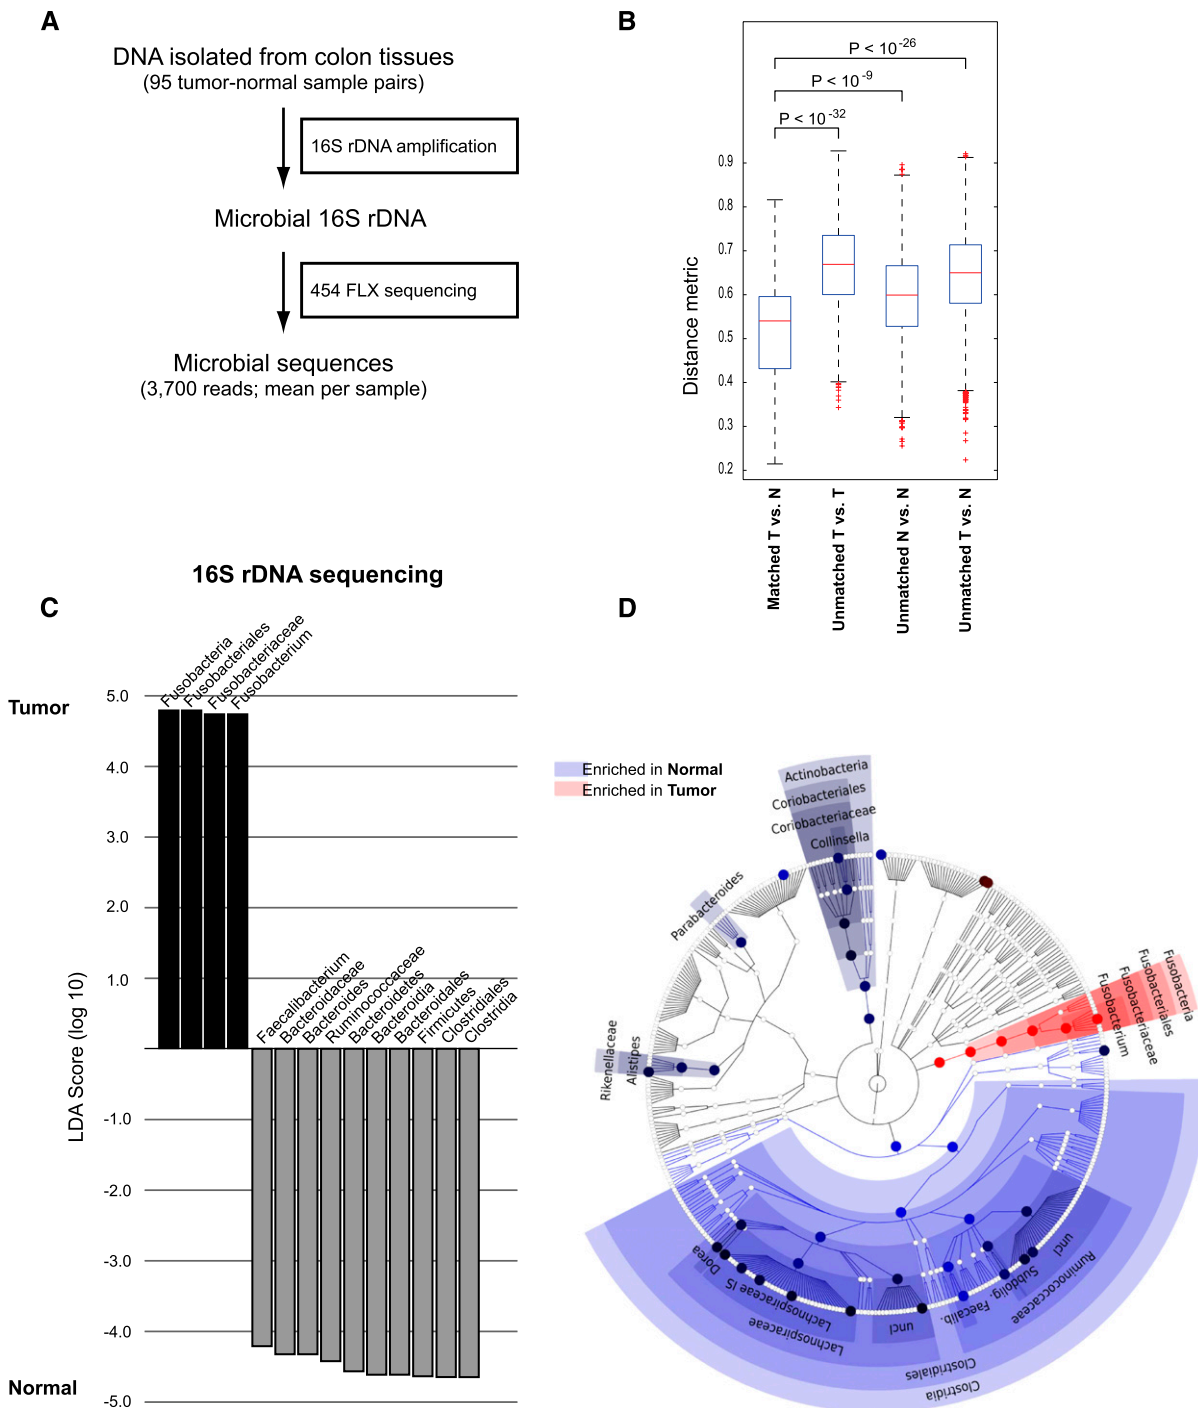 A
DNA isolated from colon tissues
(95 tumor-normal sample pairs)
16S rDNA amplification
Microbial 16S rDNA
454 FLX sequencing
Microbial sequences
(3,700 reads; mean per sample)
B
P < 10 -26
P < 10 -9
P < 10 -32
Distance metric
0.9
0.8
0.7
0.6
0.5
0.4
0.3
0.2
Matched T vs. N
Unmatched T vs. T
Unmatched N vs. N
Unmatched T vs. N
16S rDNA sequencing
C
Tumor
Normal
LDA Score (log 10)
5.0
4.0
3.0
2.0
1.0
-1.0
-2.0
-3.0
-4.0
-5.0
Fusobacteria
Fusobacteriales
Fusobacteriaceae
Fusobacterium
Faecalibacterium
Bacteroidaceae
Bacteroides
Ruminococcaceae
Bacteroidetes
Bacteroidia
Bacteroidales
Firmicutes
Clostridiales
Clostridia
D
Enriched in Normal
Enriched in Tumor
Actinobacteria
Coriobacteriales
Coriobacteriaceae
Collinsella
Parabacteroides
Rikenellaceae
Alistipes
Fusobacteria
Fusobacteriales
Fusobacteriaceae
Fusobacterium
Dorea
Lachnospiraceae IS
Lachnospiraceae
uncl
Faecalib.
Subdolig.
uncl
Ruminococcaceae
Clostridiales
Clostridia